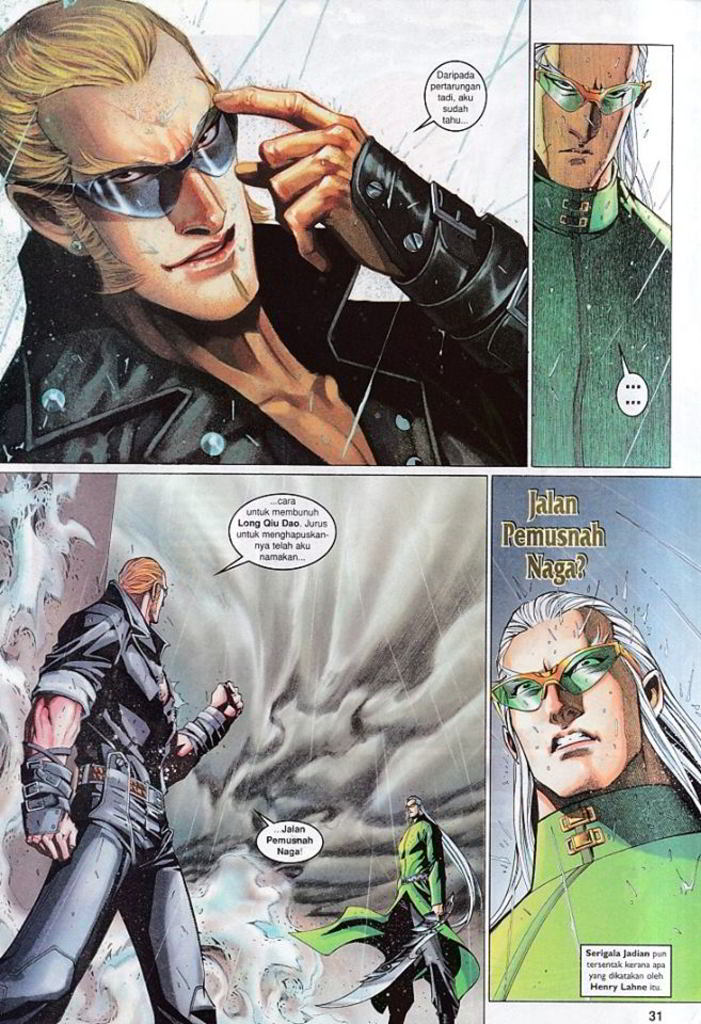 Daripada
pertarungan
tadi, aku
sudah
tahu...
...
...
...cara
untuk membunuh
Long Qiu Dao. Jurus
untuk menghapuskan-
nya telah aku
namakan...
...Jalan
Pemusnah
Naga!
Jalan
Pemusnah
Naga?
Serigala Jadian pun
tersentak kerana apa
yang dikatakan oleh
Henry Lahne itu.
31